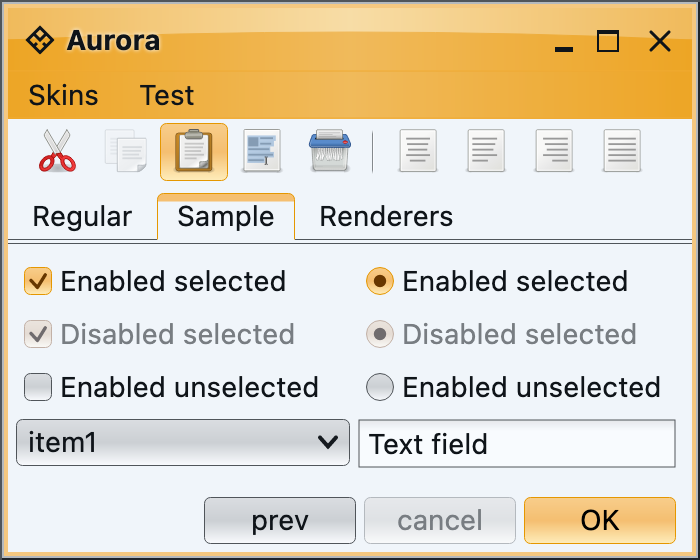 Aurora
Skins Test
Regular Sample Renderers
Enabled selected Enabled selected
Disabled selected Disabled selected
Enabled unselected Enabled unselected
item1 Text field
prev cancel OK